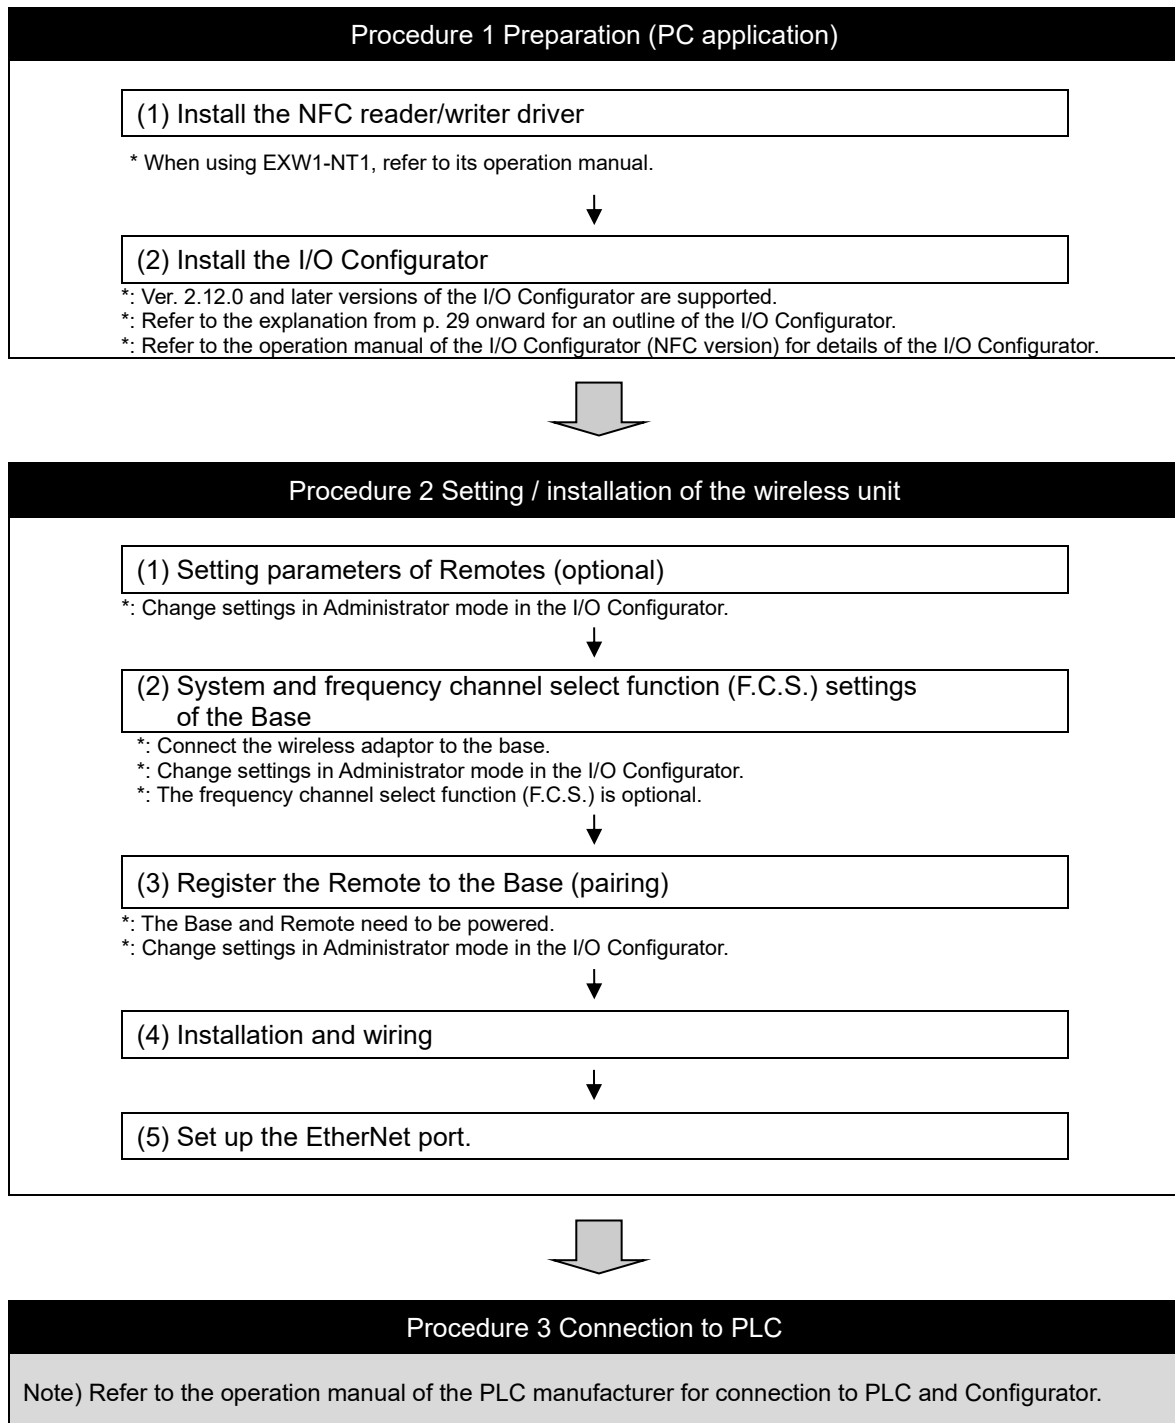 Procedure 1 Preparation (PC application)
(1) Install the NFC reader/writer driver
* When using EXW1-NT1, refer to its operation manual.
(2) Install the I/O Configurator
*: Ver. 2.12.0 and later versions of the I/O Configurator are supported.
*: Refer to the explanation from p. 29 onward for an outline of the I/O Configurator.
*: Refer to the operation manual of the I/O Configurator (NFC version) for details of the I/O Configurator.
Procedure 2 Setting / installation of the wireless unit
(1) Setting parameters of Remotes (optional)
*: Change settings in Administrator mode in the I/O Configurator.
(2) System and frequency channel select function (F.C.S.) settings
of the Base
*: Connect the wireless adaptor to the base.
*: Change settings in Administrator mode in the I/O Configurator.
*: The frequency channel select function (F.C.S.) is optional.
(3) Register the Remote to the Base (pairing)
*: The Base and Remote need to be powered.
*: Change settings in Administrator mode in the I/O Configurator.
(4) Installation and wiring
(5) Set up the EtherNet port.
Procedure 3 Connection to PLC
Note) Refer to the operation manual of the PLC manufacturer for connection to PLC and Configurator.